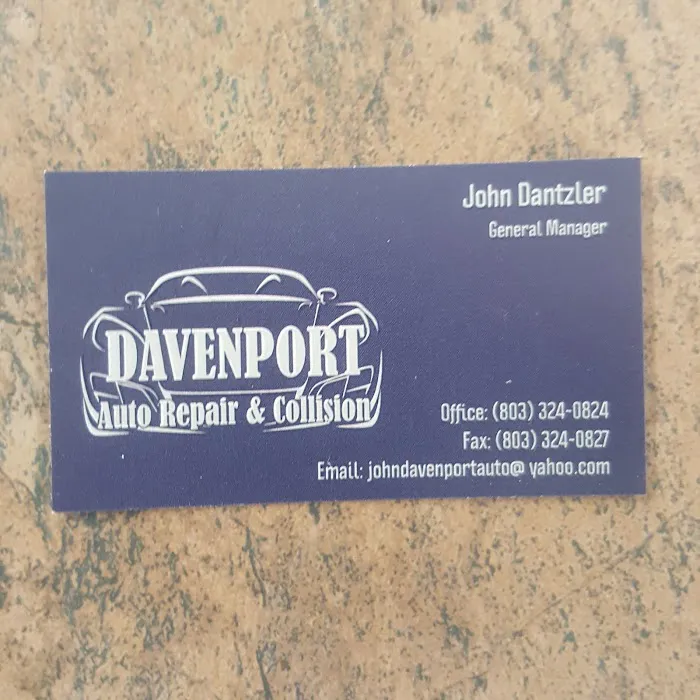 John Dantzler
General Manager
DAVENPORT
Auto Repair & Collision
Office: (803) 324-0824
Fax: (803) 324-0827
Email: johndavenportauto@ yahoo.com